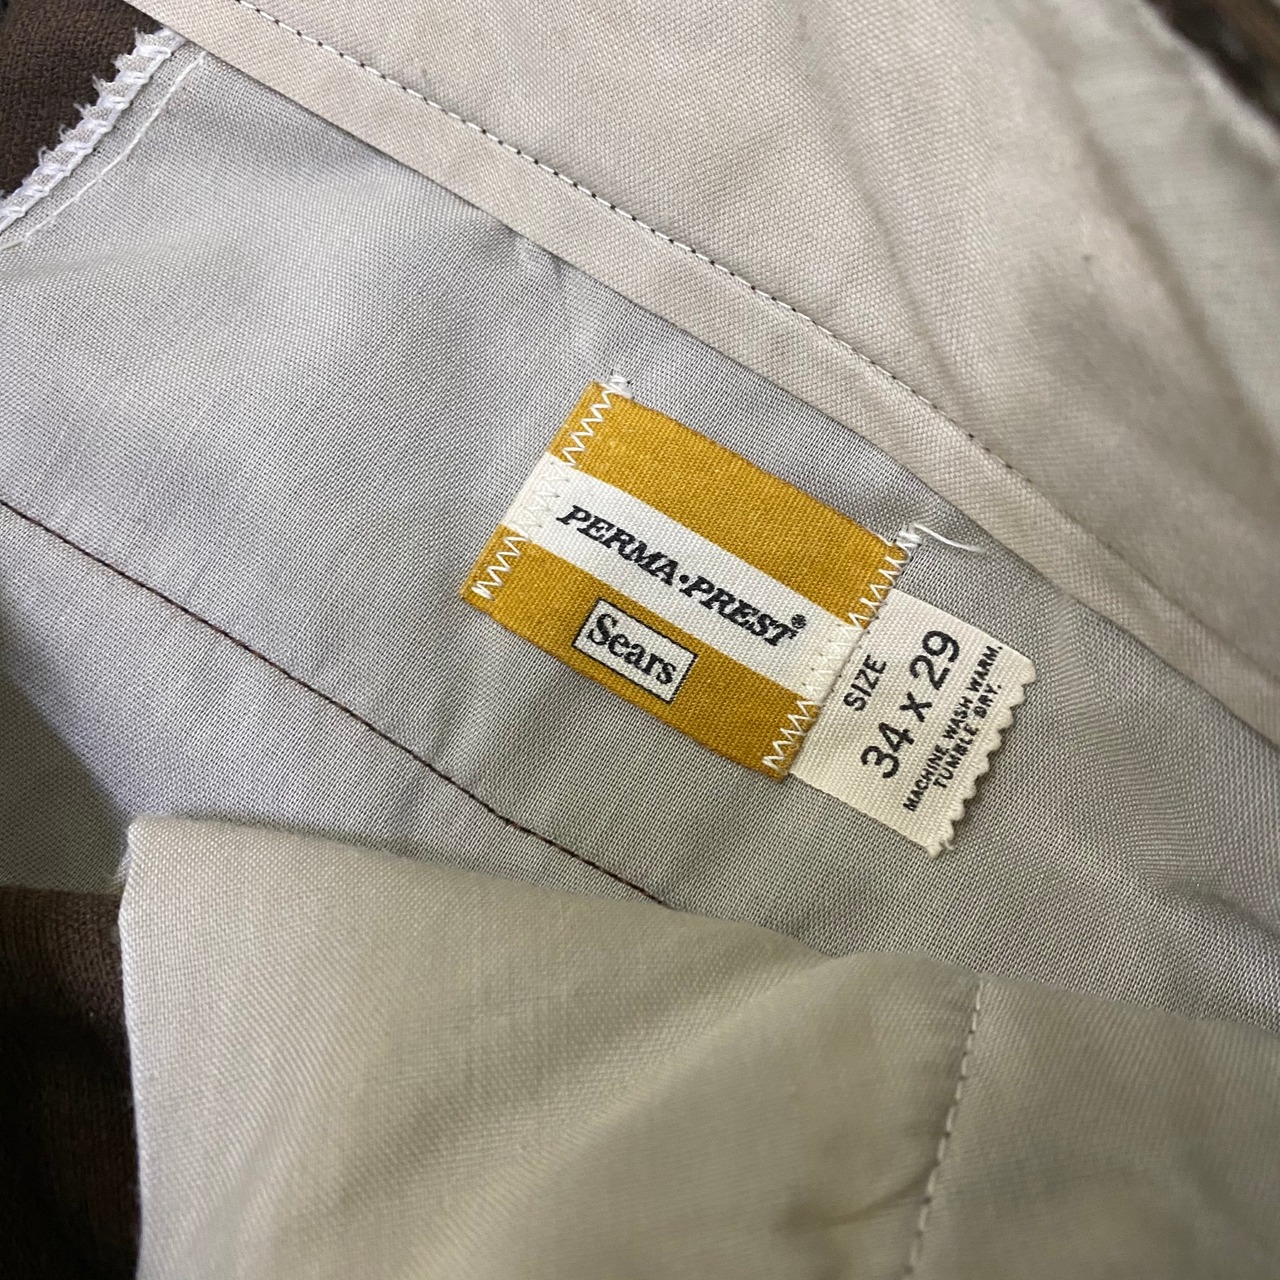 PERMA·PREST®
Sears
SIZE
34 x 29
MACHINE WASH WARM.
TUMBLE DRY.